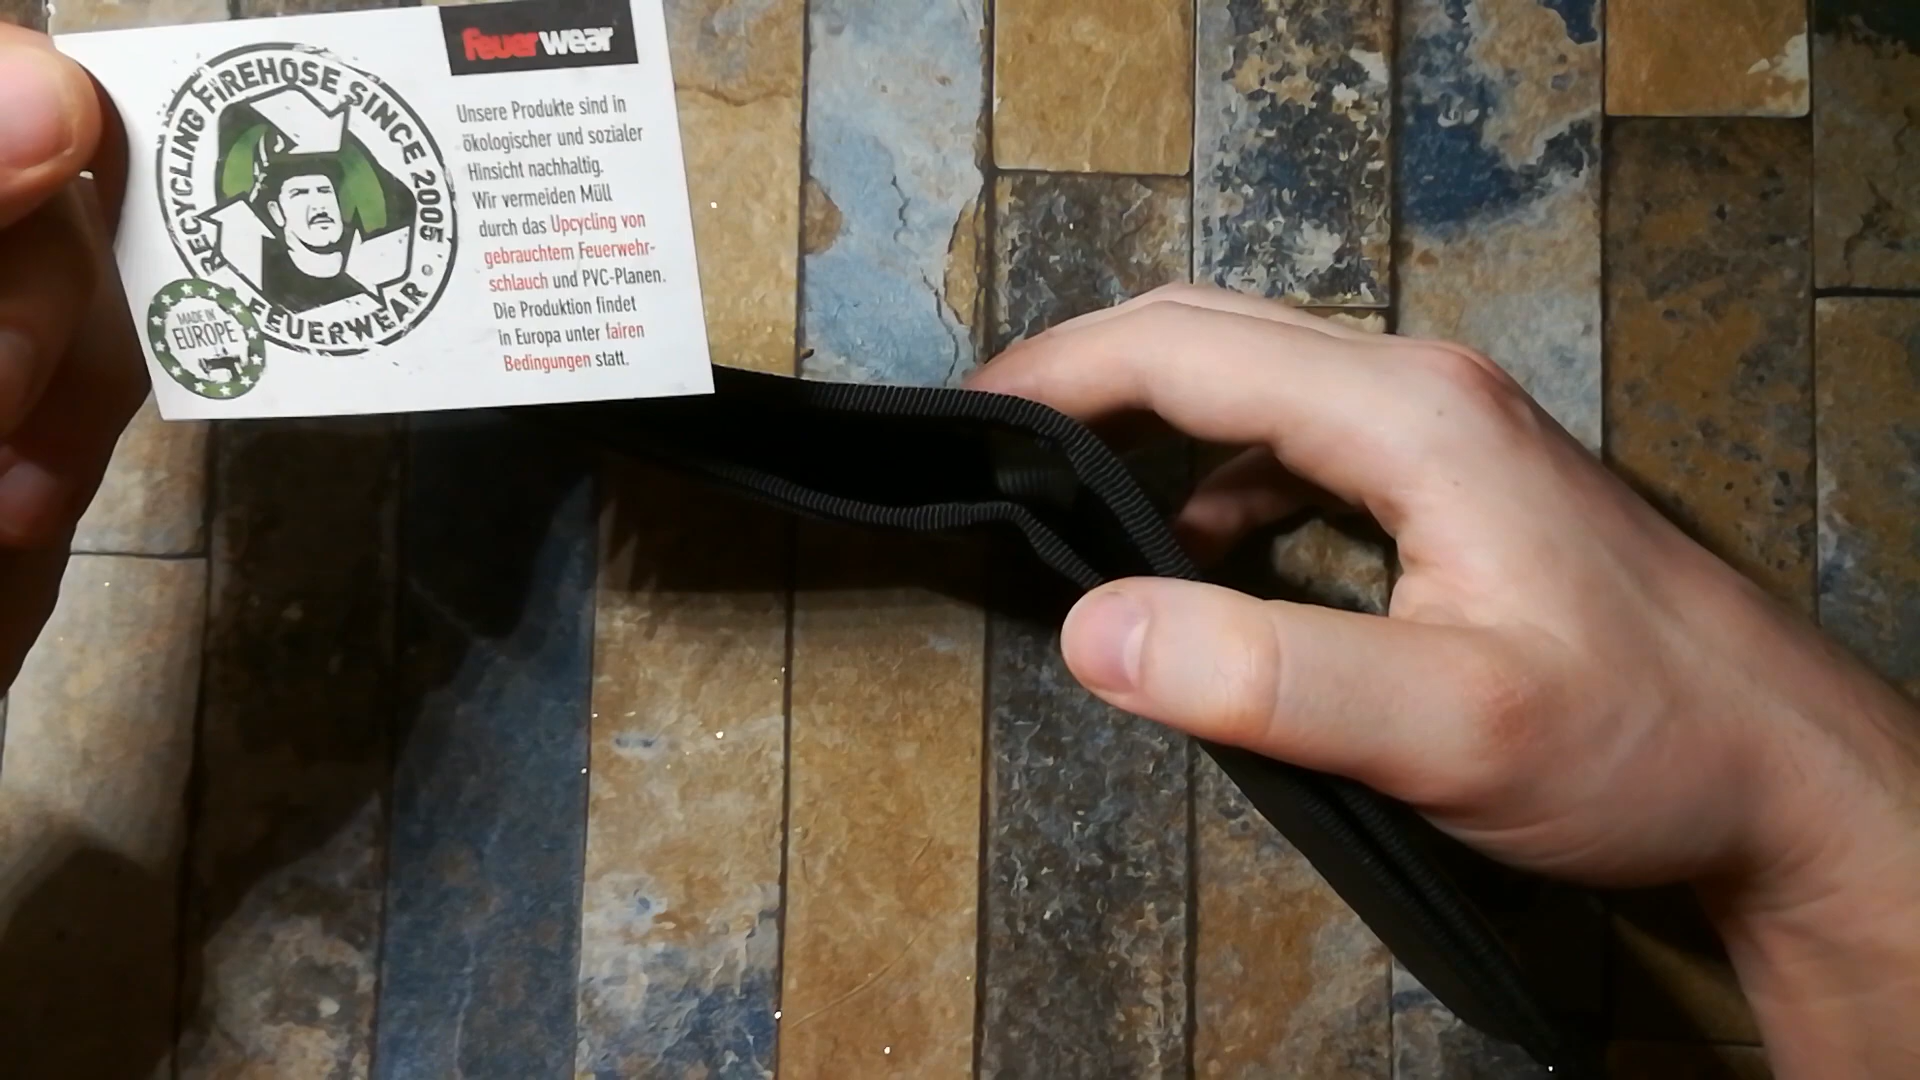 feuerwear
RECYCLING FIREHOSE SINCE 2005
FEUERWEAR
MADE IN
EUROPE
Unsere Produkte sind in
ökologischer und sozialer
Hinsicht nachhaltig.
Wir vermeiden Müll
durch das Upcycling von
gebrauchtem Feuerwehr-
schlauch und PVC-Planen.
Die Produktion findet
in Europa unter fairen
Bedingungen statt.